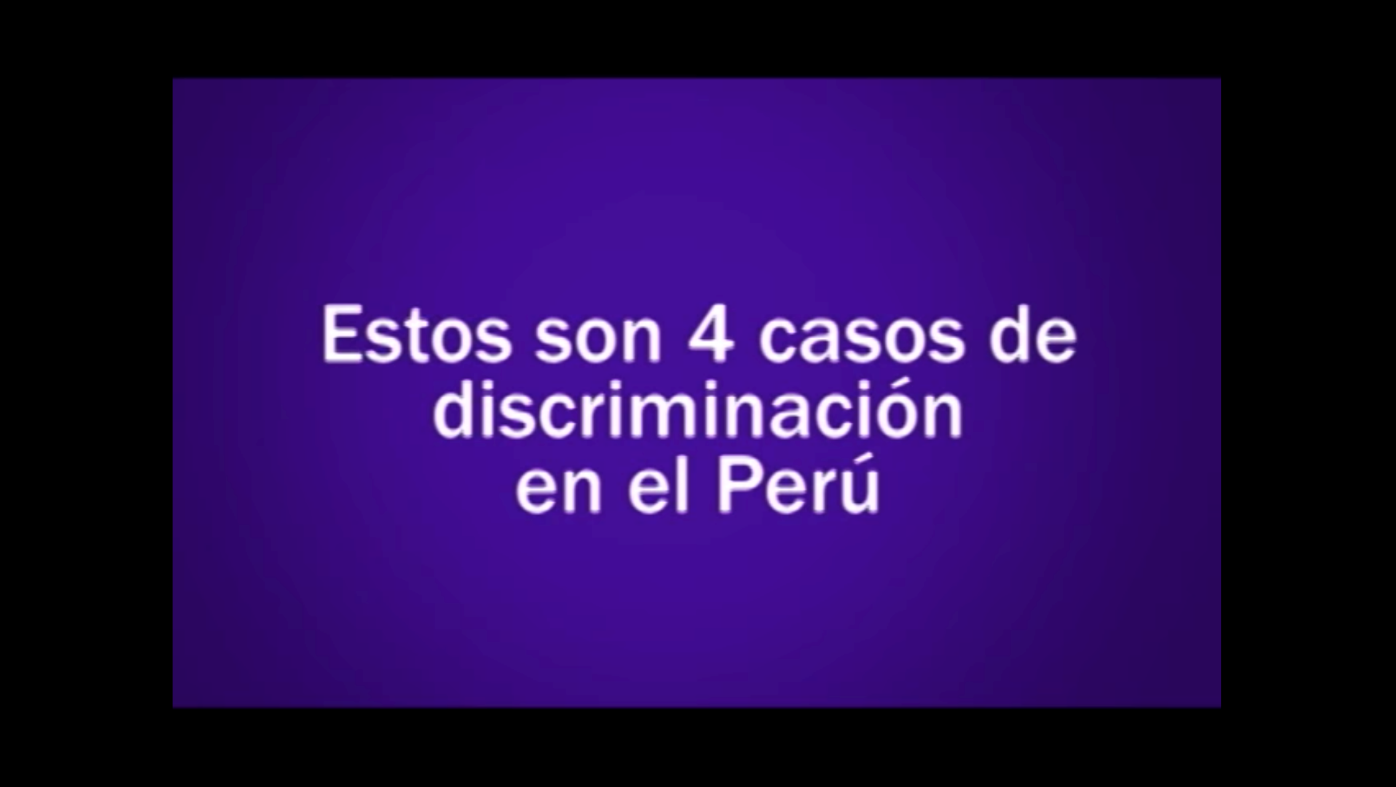 Estos son 4 casos de
discriminación
en el Perú